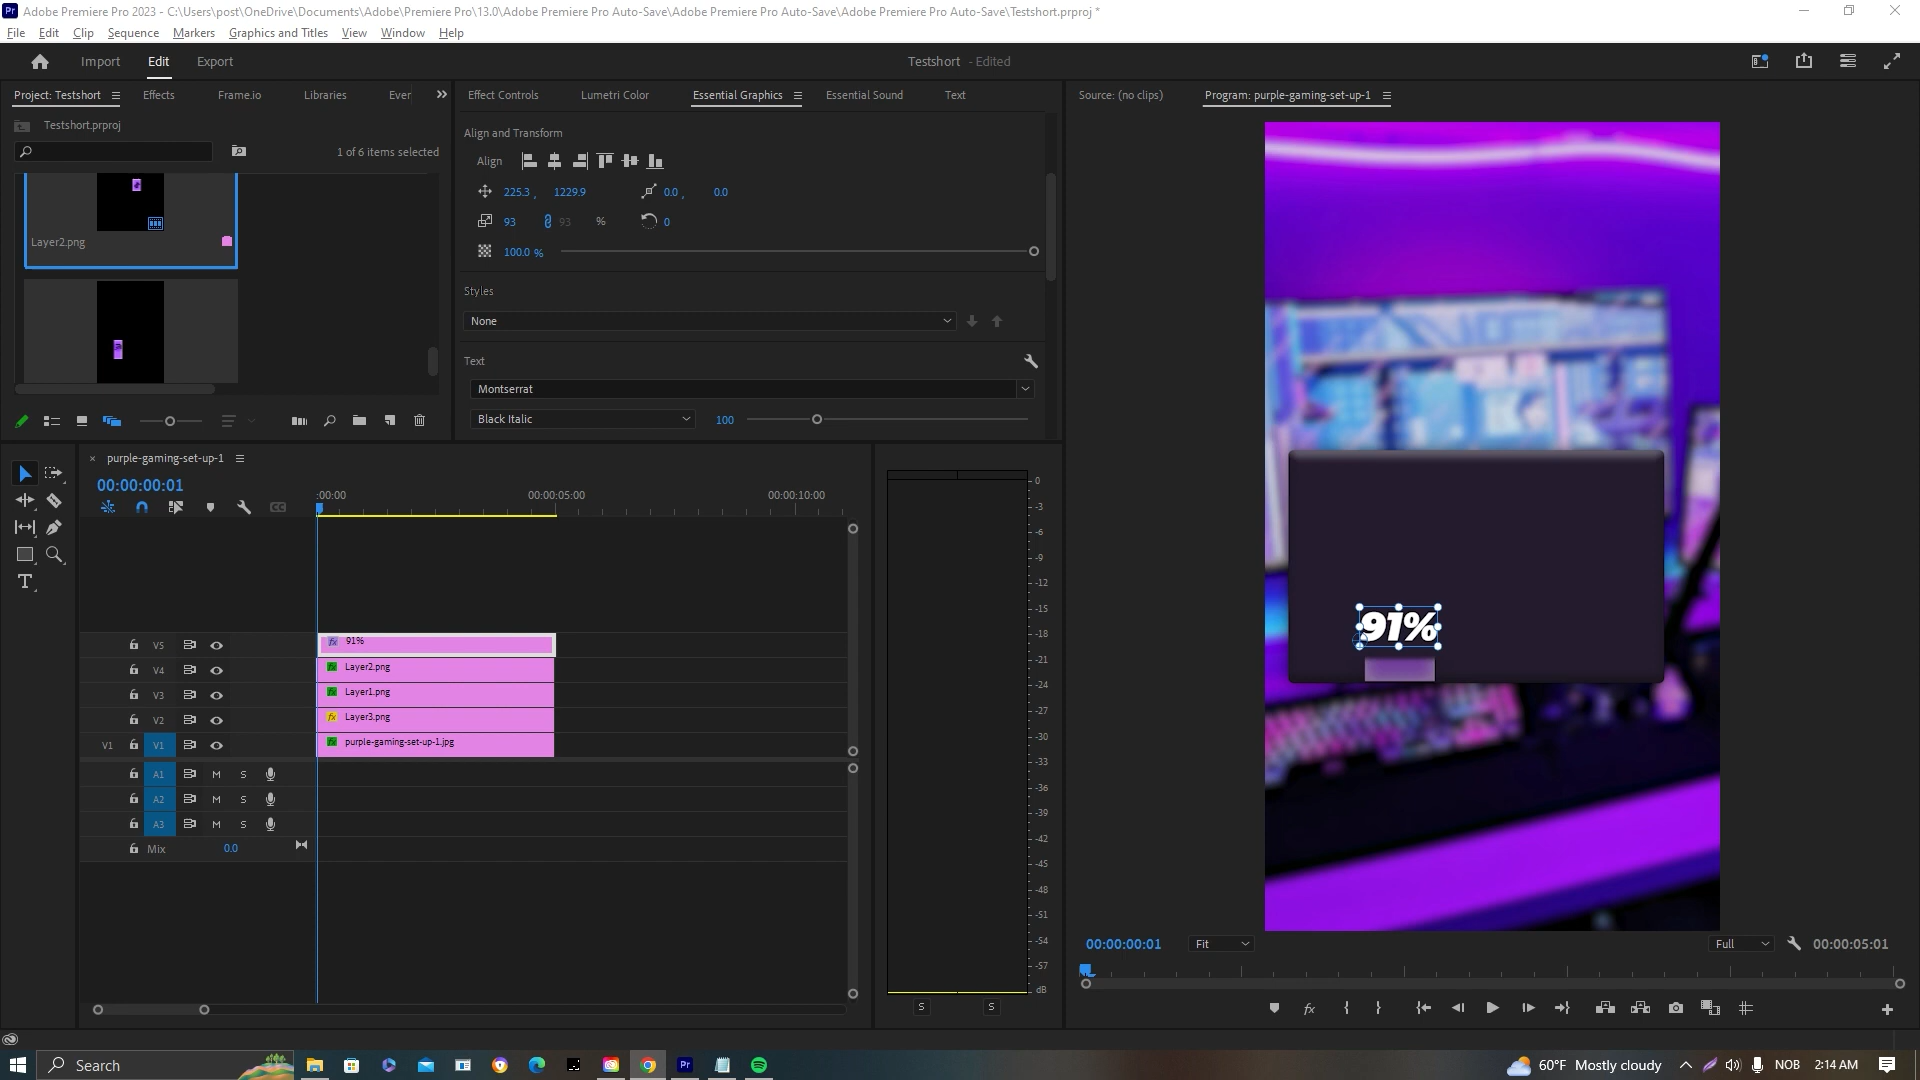 Adobe Premiere Pro 2023 - C:\Users\post\OneDrive\Documents\Adobe\Premiere Pro\13.0\Adobe Premiere Pro Auto-Save\Adobe Premiere Pro Auto-Save\Adobe Premiere Pro Auto-Save\Testshort.prproj *
File Edit Clip Sequence Markers Graphics and Titles View Window Help
Import Edit Export
Testshort - Edited
Project: Testshort Effects Frame.io Libraries Ever
Testshort.prproj
1 of 6 items selected
Layer2.png
Effect Controls Lumetri Color Essential Graphics Essential Sound Text
Align and Transform
Align
225.3 , 1229.9 0.0 , 0.0
93 93 % 0
100.0 %
Styles
None
Text
Montserrat
Black Italic 100
Source: (no clips) Program: purple-gaming-set-up-1
91%
00:00:00:01 Fit Full 00:00:05:01
× purple-gaming-set-up-1
00:00:00:01
:00:00 00:00:05:00 00:00:10:00
V5 91%
V4 Layer2.png
V3 Layer1.png
V2 Layer3.png
V1 V1 purple-gaming-set-up-1.jpg
A1 M S
A2 M S
A3 M S
Mix 0.0
0
-3
-6
-9
-12
-15
-18
-21
-24
-27
-30
-33
-36
-39
-42
-45
-48
-51
-54
-57
dB
S S
Search
60°F Mostly cloudy NOB 2:14 AM